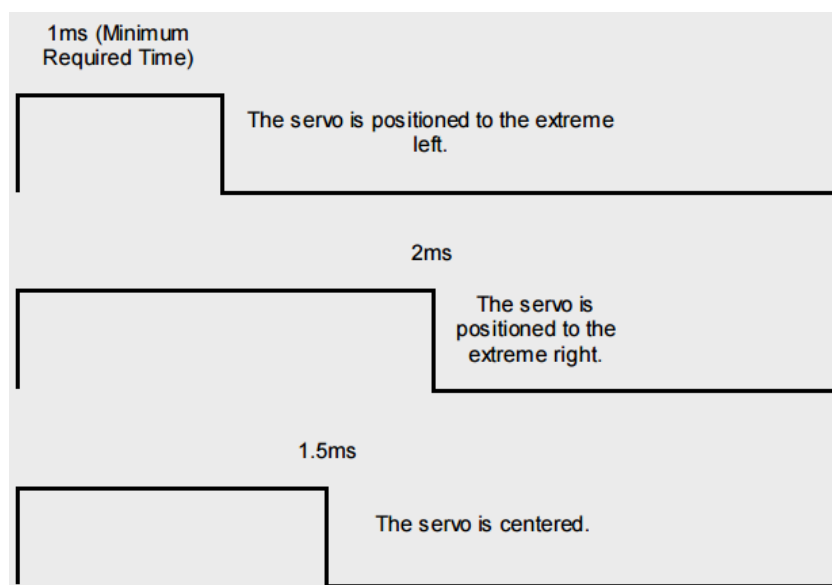 1ms (Minimum
Required Time)
The servo is positioned to the extreme
left.
2ms
The servo is
positioned to the
extreme right.
1.5ms
The servo is centered.